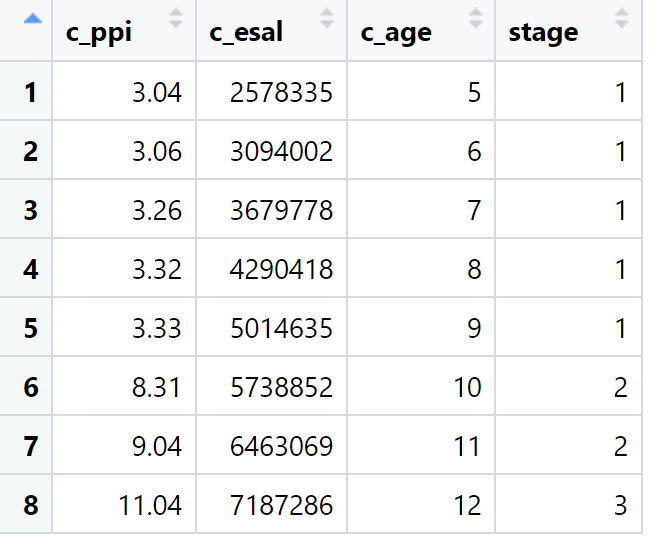 c_ppi c_esal c_age stage
1 3.04 2578335 5 1
2 3.06 3094002 6 1
3 3.26 3679778 7 1
4 3.32 4290418 8 1
5 3.33 5014635 9 1
6 8.31 5738852 10 2
7 9.04 6463069 11 2
8 11.04 7187286 12 3